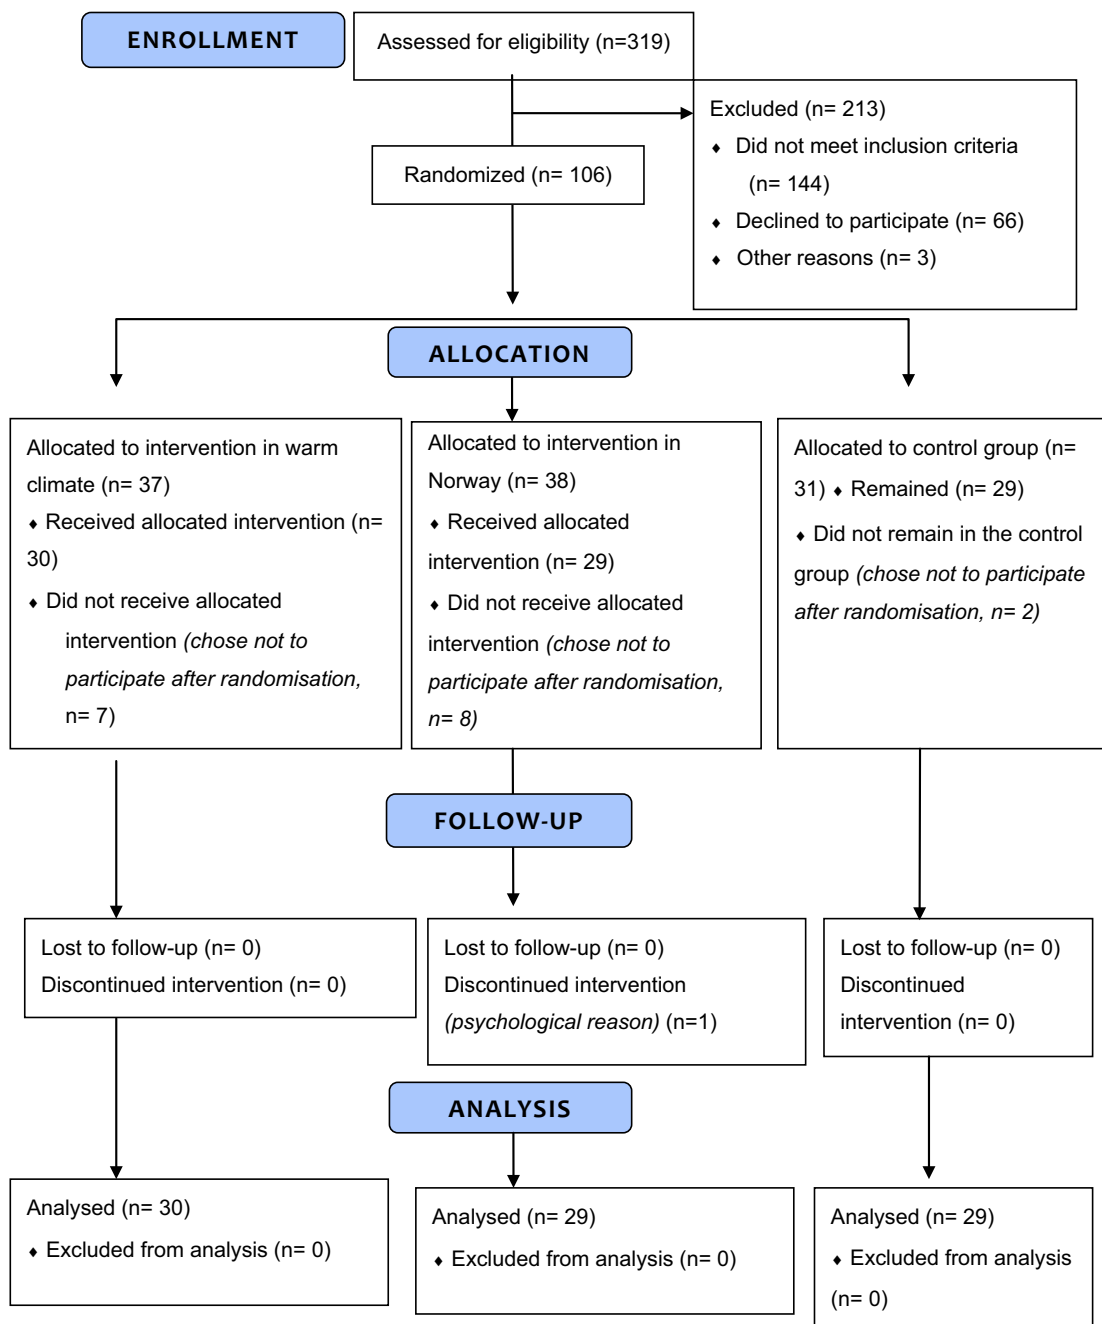 ENROLLMENT
Assessed for eligibility (n=319)
Excluded (n= 213)
♦ Did not meet inclusion criteria
(n= 144)
♦ Declined to participate (n= 66)
♦ Other reasons (n= 3)
Randomized (n= 106)
ALLOCATION
Allocated to intervention in warm
climate (n= 37)
♦ Received allocated intervention (n=
30)
♦ Did not receive allocated
intervention (chose not to
participate after randomisation,
n= 7)
Allocated to intervention in
Norway (n= 38)
♦ Received allocated
intervention (n= 29)
♦ Did not receive allocated
intervention (chose not to
participate after randomisation,
n= 8)
Allocated to control group (n=
31) ♦ Remained (n= 29)
♦ Did not remain in the control
group (chose not to participate
after randomisation, n= 2)
FOLLOW-UP
Lost to follow-up (n= 0)
Discontinued intervention (n= 0)
Lost to follow-up (n= 0)
Discontinued intervention
(psychological reason) (n=1)
Lost to follow-up (n= 0)
Discontinued
intervention (n= 0)
ANALYSIS
Analysed (n= 30)
♦ Excluded from analysis (n= 0)
Analysed (n= 29)
♦ Excluded from analysis (n= 0)
Analysed (n= 29)
♦ Excluded from analysis
(n= 0)